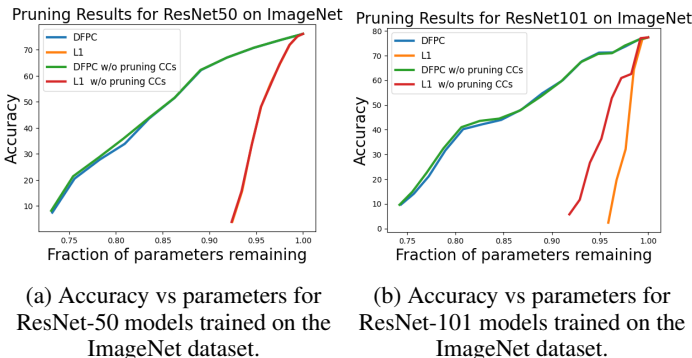 Pruning Results for ResNet50 on ImageNet
DFPC
L1
DFPC w/o pruning CCs
L1 w/o pruning CCs
Accuracy
70
60
50
40
30
20
10
0.75
0.80
0.85
0.90
0.95
1.00
Fraction of parameters remaining
(a) Accuracy vs parameters for
ResNet-50 models trained on the
ImageNet dataset.
Pruning Results for ResNet101 on ImageNet
DFPC
L1
DFPC w/o pruning CCs
L1 w/o pruning CCs
Accuracy
80
70
60
50
40
30
20
10
0
0.75
0.80
0.85
0.90
0.95
1.00
Fraction of parameters remaining
(b) Accuracy vs parameters for
ResNet-101 models trained on the
ImageNet dataset.